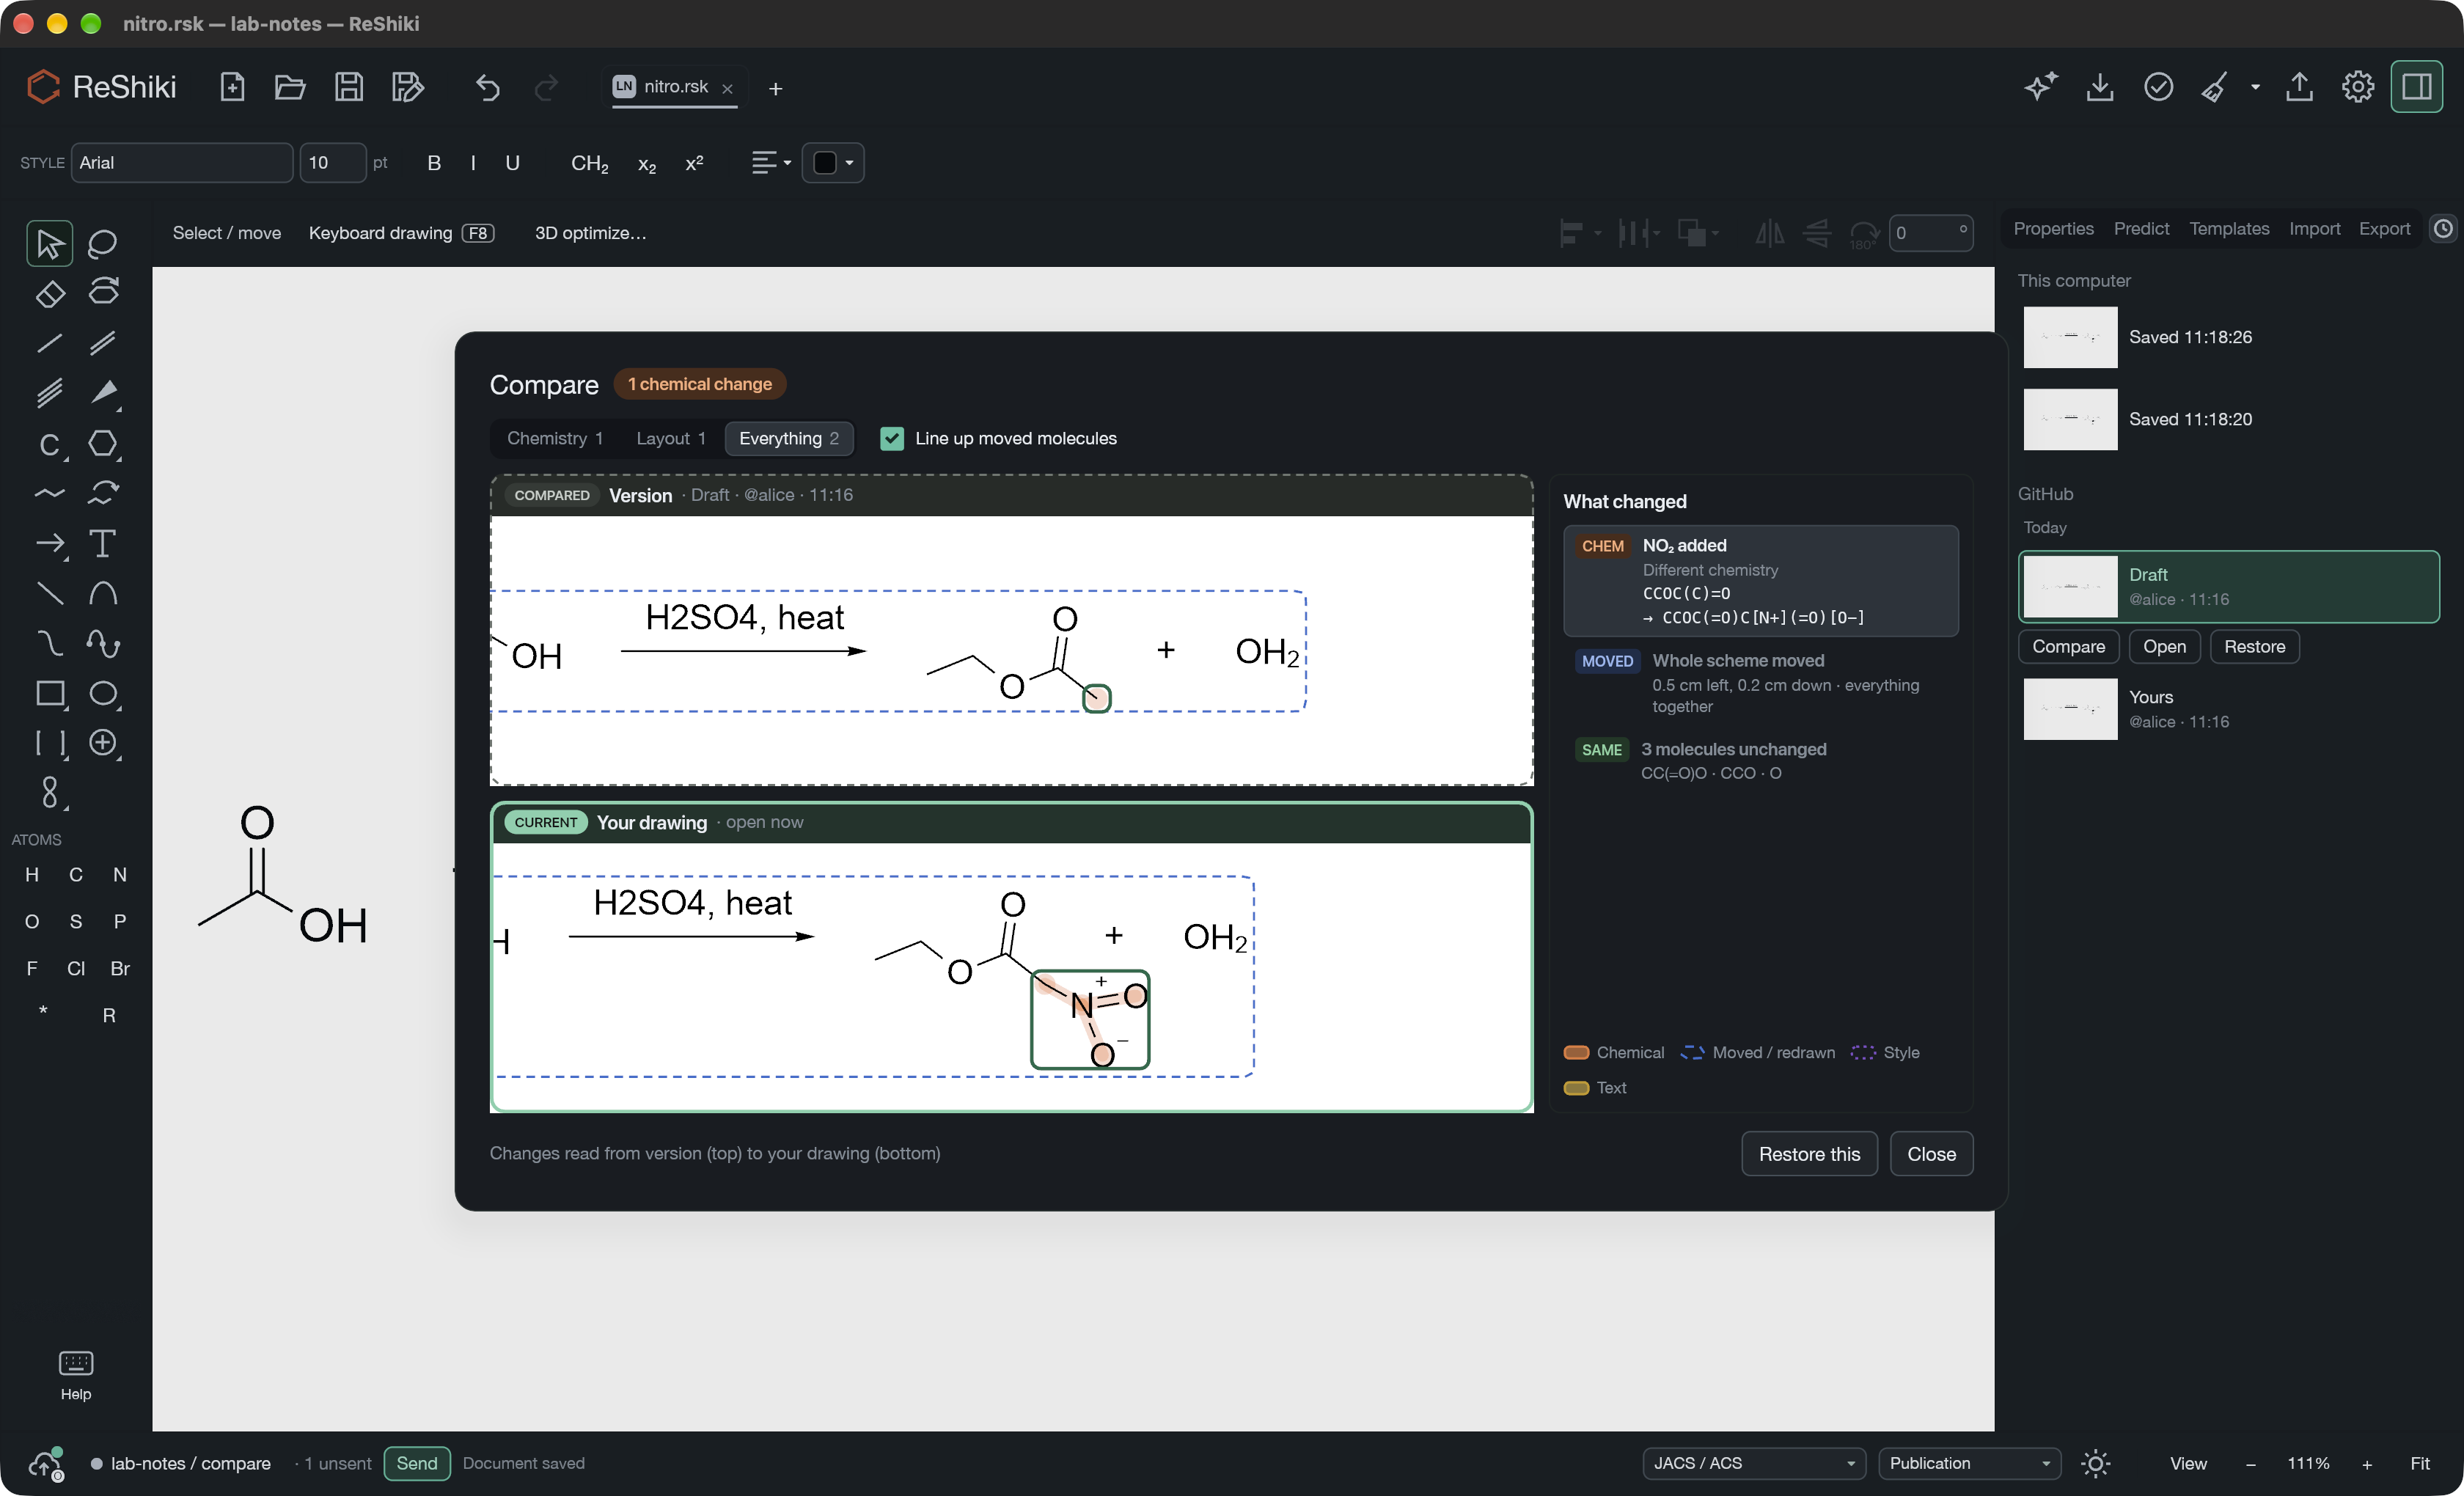 nitro.rsk — lab-notes — ReShiki
ReShiki
LN nitro.rsk × +
STYLE Arial 10 pt B I U CH₂ x₂ x²
Select / move Keyboard drawing F8 3D optimize… 180° 0 °
Properties Predict Templates Import Export
C
T
ATOMS
H C N
O S P
F Cl Br
* R
Help
O
OH
Compare 1 chemical change
Chemistry 1 Layout 1 Everything 2 Line up moved molecules
COMPARED Version · Draft · @alice · 11:16
H2SO4, heat
O
OH
O
+
OH₂
CURRENT Your drawing · open now
H2SO4, heat
O
H
O
+
OH₂
N
+
O
O
−
What changed
CHEM NO₂ added
Different chemistry
CCOC(C)=O
→ CCOC(=O)C[N+](=O)[O−]
MOVED Whole scheme moved
0.5 cm left, 0.2 cm down · everything
together
SAME 3 molecules unchanged
CC(=O)O · CCO · O
Chemical Moved / redrawn Style
Text
Changes read from version (top) to your drawing (bottom)
Restore this Close
This computer
Saved 11:18:26
Saved 11:18:20
GitHub
Today
Draft
@alice · 11:16
Compare Open Restore
Yours
@alice · 11:16
lab-notes / compare · 1 unsent Send Document saved
JACS / ACS Publication View − 111% + Fit